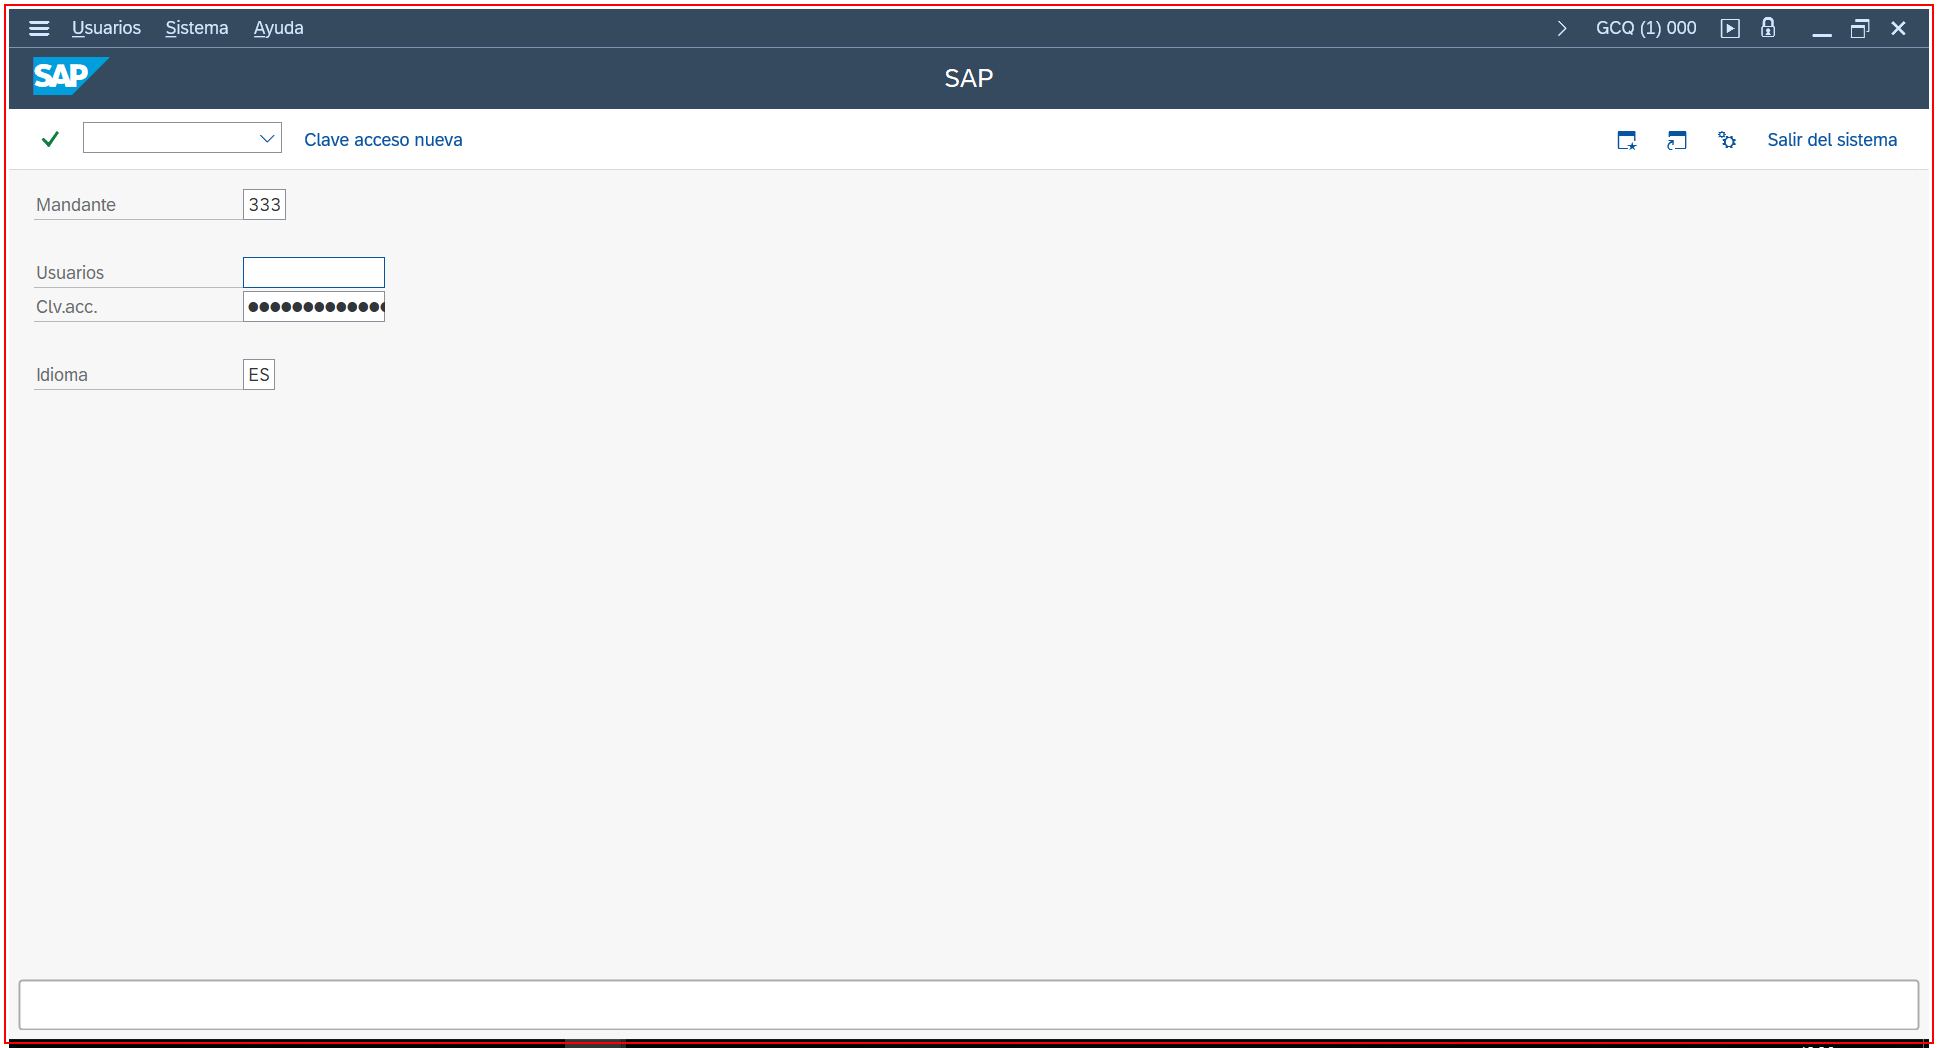 Usuarios Sistema Ayuda GCQ (1) 000
SAP SAP
Clave acceso nueva Salir del sistema
Mandante 333
Usuarios
Clv.acc. ●●●●●●●●●●●●●
Idioma ES